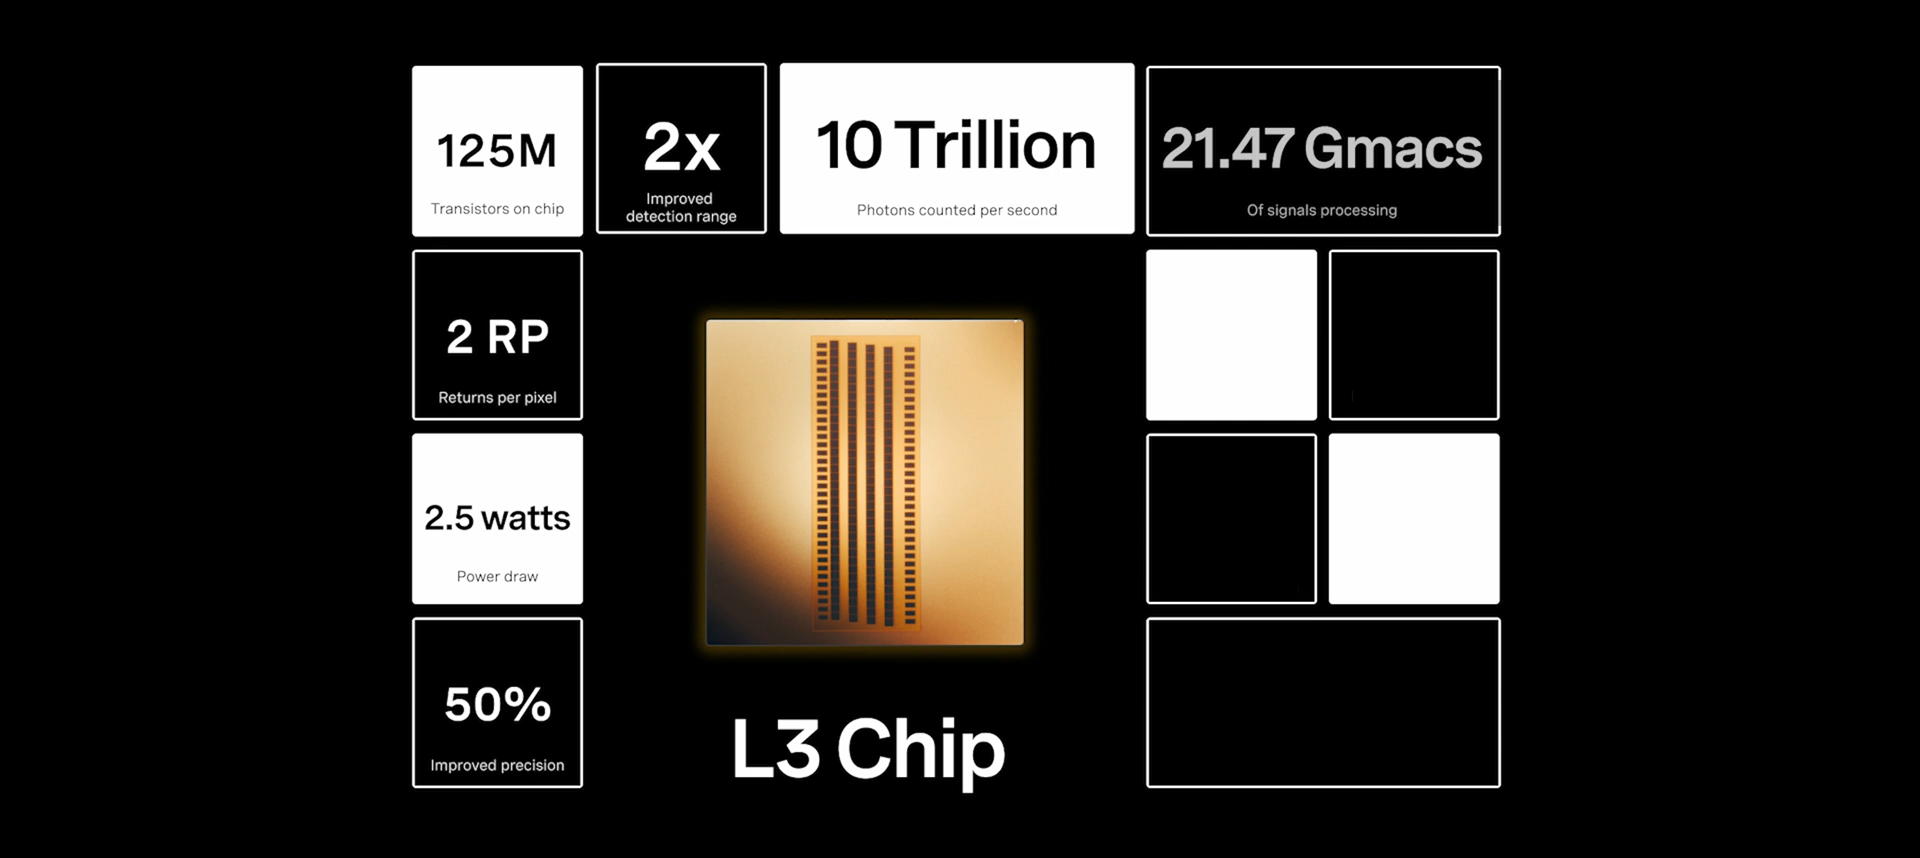 125M
Transistors on chip
2x
Improved
detection range
10 Trillion
Photons counted per second
21.47 Gmacs
Of signals processing
2 RP
Returns per pixel
2.5 watts
Power draw
50%
Improved precision
L3 Chip